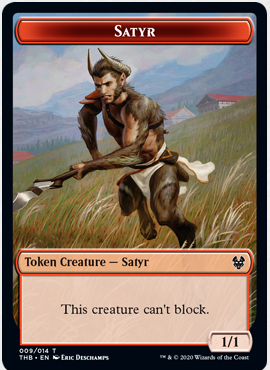 SATYR
Token Creature — Satyr
This creature can't block.
1/1
009/014 T
THB • EN ERIC DESCHAMPS
™ & © 2020 Wizards of the Coast